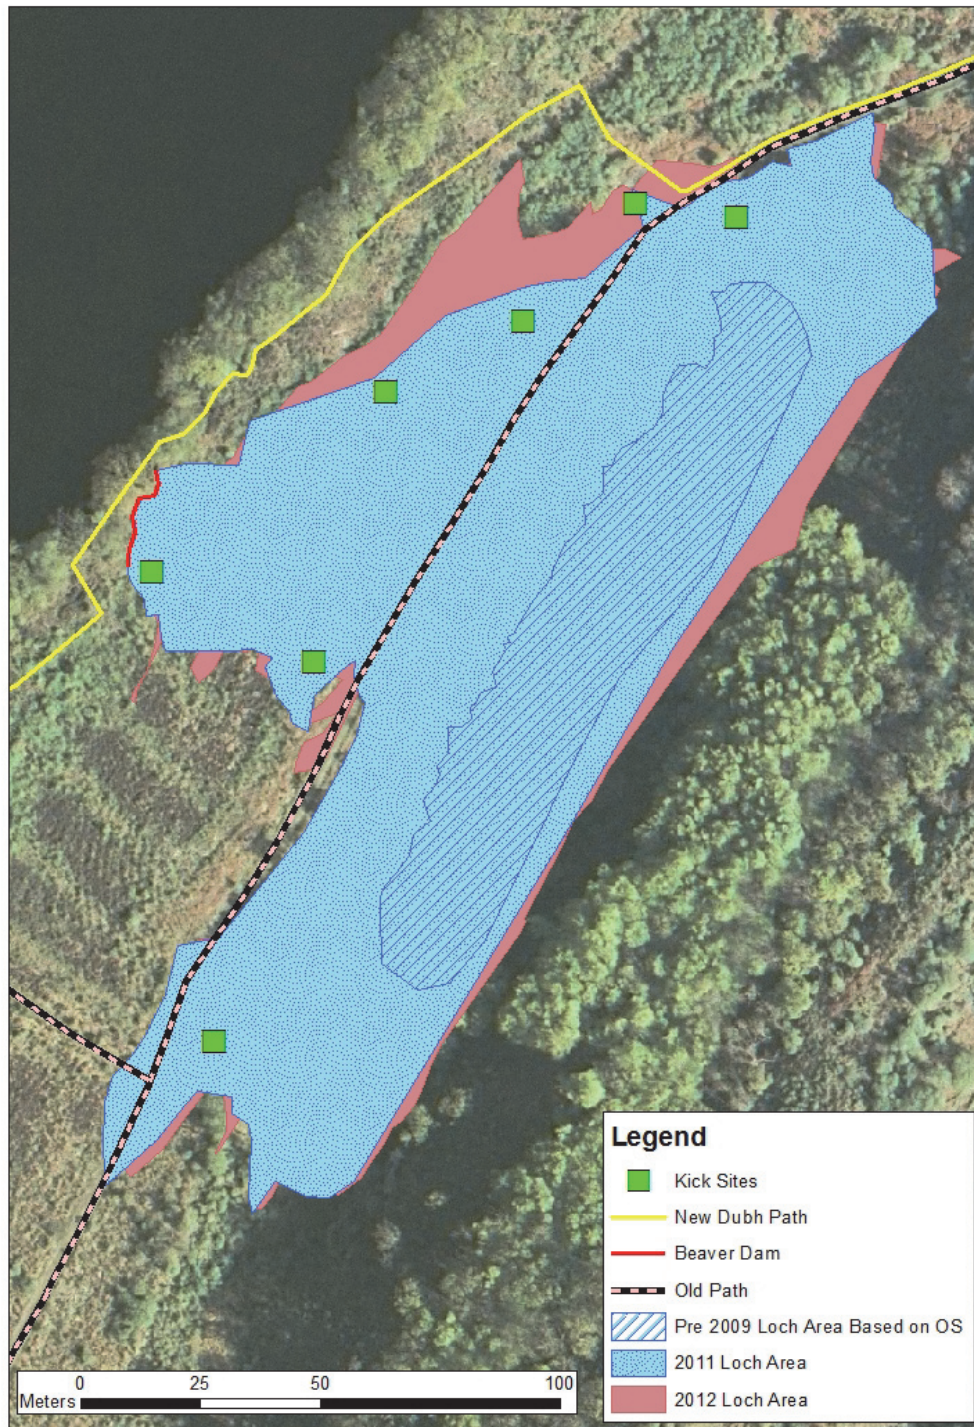 Legend
Kick Sites
New Dubh Path
Beaver Dam
Old Path
Pre 2009 Loch Area Based on OS
2011 Loch Area
2012 Loch Area
0 25 50 100
Meters